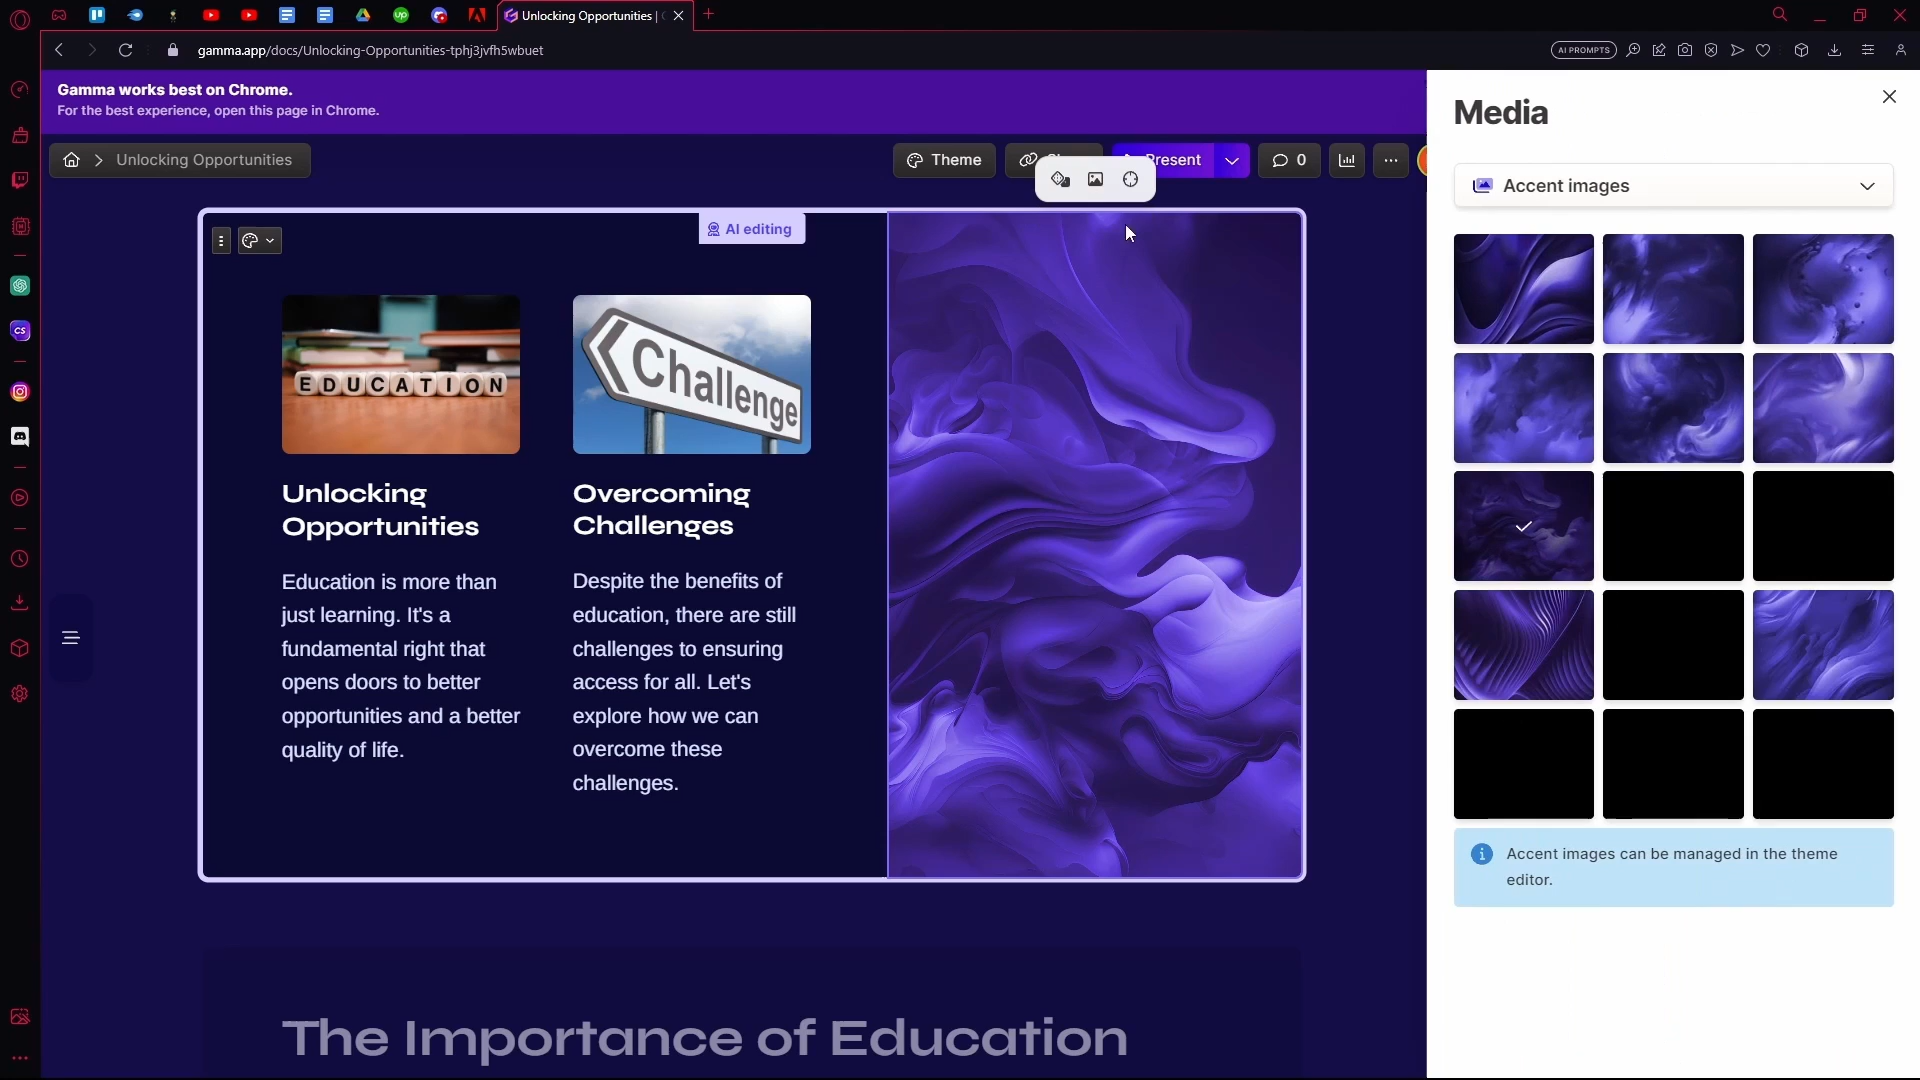 Unlocking Opportunities |
gamma.app/docs/Unlocking-Opportunities-tphj3jvfh5wbuet
AI PROMPTS
Gamma works best on Chrome.
For the best experience, open this page in Chrome.
Unlocking Opportunities
Theme
Present
0
AI editing
EDUCATION
Challenge
Unlocking
Opportunities
Education is more than
just learning. It's a
fundamental right that
opens doors to better
opportunities and a better
quality of life.
Overcoming
Challenges
Despite the benefits of
education, there are still
challenges to ensuring
access for all. Let's
explore how we can
overcome these
challenges.
The Importance of Education
Media
Accent images
Accent images can be managed in the theme
editor.
CS
up